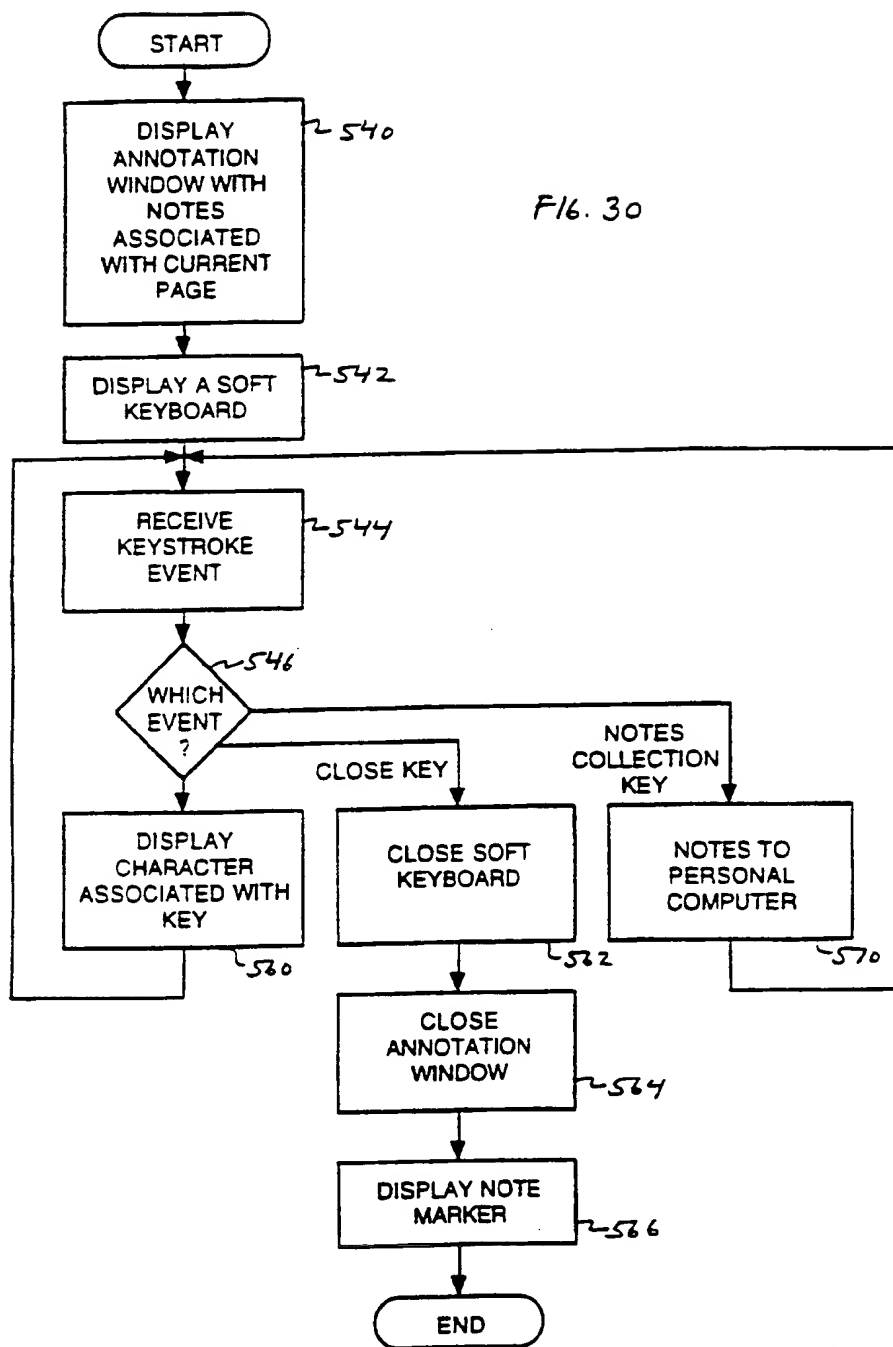 START
DISPLAY
ANNOTATION
WINDOW WITH
NOTES
ASSOCIATED
WITH CURRENT
PAGE
540
FIG. 30
DISPLAY A SOFT
KEYBOARD
542
RECEIVE
KEYSTROKE
EVENT
544
WHICH
EVENT
?
546
CLOSE KEY
NOTES
COLLECTION
KEY
DISPLAY
CHARACTER
ASSOCIATED WITH
KEY
560
CLOSE SOFT
KEYBOARD
562
NOTES TO
PERSONAL
COMPUTER
570
CLOSE
ANNOTATION
WINDOW
564
DISPLAY NOTE
MARKER
566
END